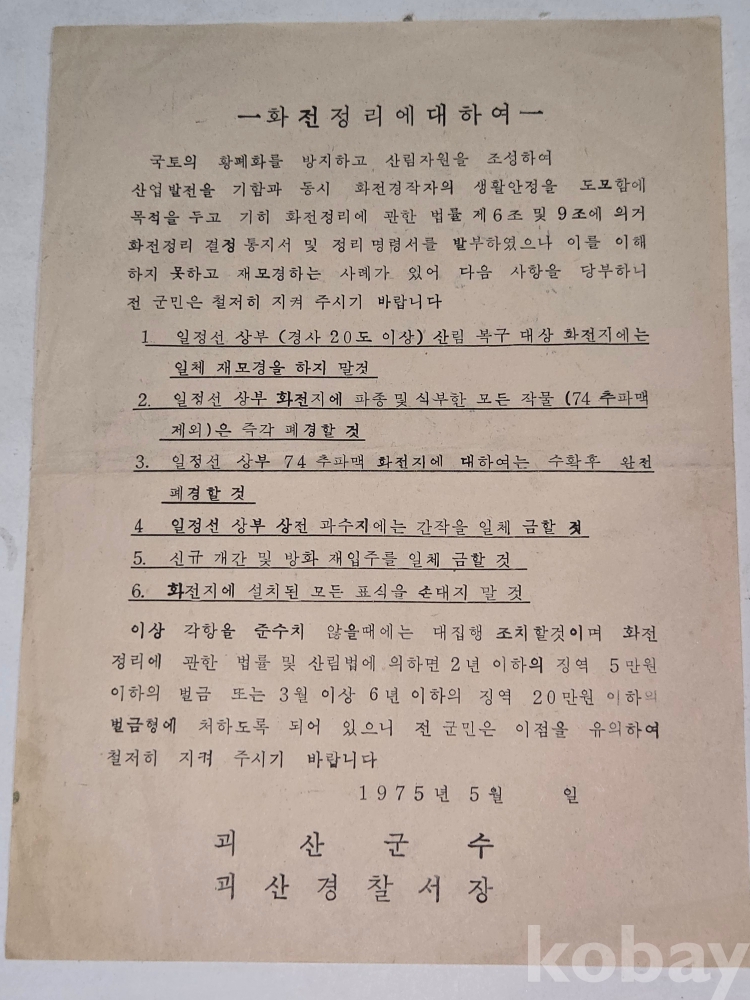 一화전정리에대하여一
국토의 황폐화를 방지하고 산림자원을 조성하여
산업발전을 기함과 동시 화전경작자의 생활안정을 도모함에
목적을 두고 기히 화전정리에 관한 법률 제6조 및 9조에 의거
화전정리 결정 통지서 및 정리 명령서를 발부하였으나 이를 이해
하지 못하고 재모경하는 사례가 있어 다음 사항을 당부하니
전 군민은 철저히 지켜 주시기 바랍니다
1 일정선 상부 (경사 20도 이상) 산림 복구 대상 화전지에는
일체 재모경을 하지 말것
2. 일정선 상부 화전지에 파종 및 식부한 모든 작물 (74 추파맥
제외)은 즉각 폐경할 것
3. 일정선 상부 74 추파맥 화전지에 대하여는 수확후 완전
폐경할 것
4 일정선 상부 상전 과수지에는 간작을 일체 금할 것
5. 신규 개간 및 방화 재입주를 일체 금할 것
6. 화전지에 설치된 모든 표식을 손대지 말 것
이상 각항을 준수치 않을때에는 대집행 조치할것이며 화전
정리에 관한 법률 및 산림법에 의하면 2년 이하의 징역 5만원
이하의 벌금 또는 3월 이상 6년 이하의 징역 20만원 이하의
벌금형에 처하도록 되어 있으니 전 군민은 이점을 유의하여
철저히 지켜 주시기 바랍니다
1975년 5월 일
괴산군수
괴산경찰서장
kobay